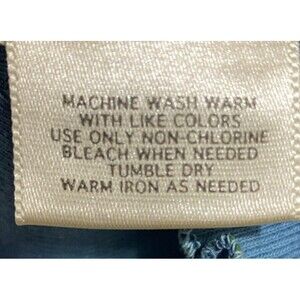 MACHINE WASH WARM
WITH LIKE COLORS
USE ONLY NON-CHLORINE
BLEACH WHEN NEEDED
TUMBLE DRY
WARM IRON AS NEEDED